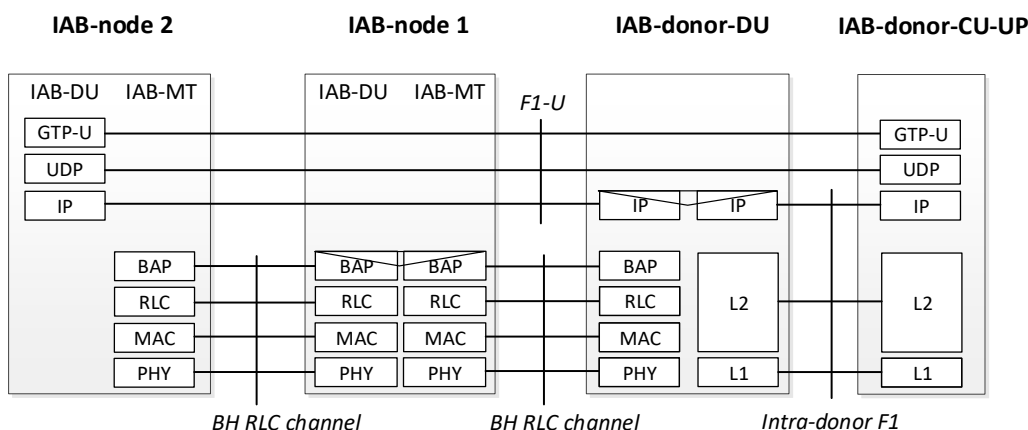 IAB-node 2 IAB-node 1 IAB-donor-DU IAB-donor-CU-UP
IAB-DU IAB-MT IAB-DU IAB-MT
F1-U
GTP-U GTP-U
UDP UDP
IP IP IP IP
BAP BAP BAP BAP
RLC RLC RLC RLC
L2 L2
MAC MAC MAC MAC
PHY PHY PHY PHY L1 L1
BH RLC channel BH RLC channel Intra-donor F1